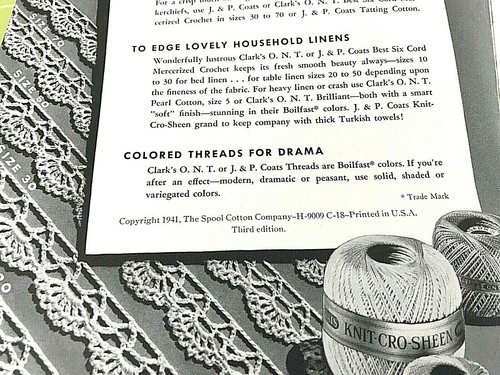 For a crisp
kerchiefs, use J. & P. Coats or Clark's O. N. T. Best Six Cord
Mercerized Crochet in sizes 30 to 70 or J. & P. Coats Tatting Cotton.
TO EDGE LOVELY HOUSEHOLD LINENS
Wonderfully lustrous Clark's O. N. T. or J. & P. Coats Best Six Cord
Mercerized Crochet keeps its fresh smooth beauty always—sizes 10
to 30 for bed linen . . . for table linen sizes 20 to 50 depending upon
the fineness of the fabric. For heavy linen or crash use Clark's O. N. T.
Pearl Cotton, size 5 or Clark's O. N. T. Brilliant—both with a smart
"soft" finish—stunning in their Boilfast* colors. J. & P. Coats Knit-
Cro-Sheen grand to keep company with thick Turkish towels!
COLORED THREADS FOR DRAMA
Clark's O. N. T. or J. & P. Coats Threads are Boilfast* colors. If you're
after an effect—modern, dramatic or peasant, use solid, shaded or
variegated colors.
* Trade Mark
Copyright 1941, The Spool Cotton Company—H-9009 C-18—Printed in U.S.A.
Third edition.
SIZE 30
KNIT-CRO-SHEEN